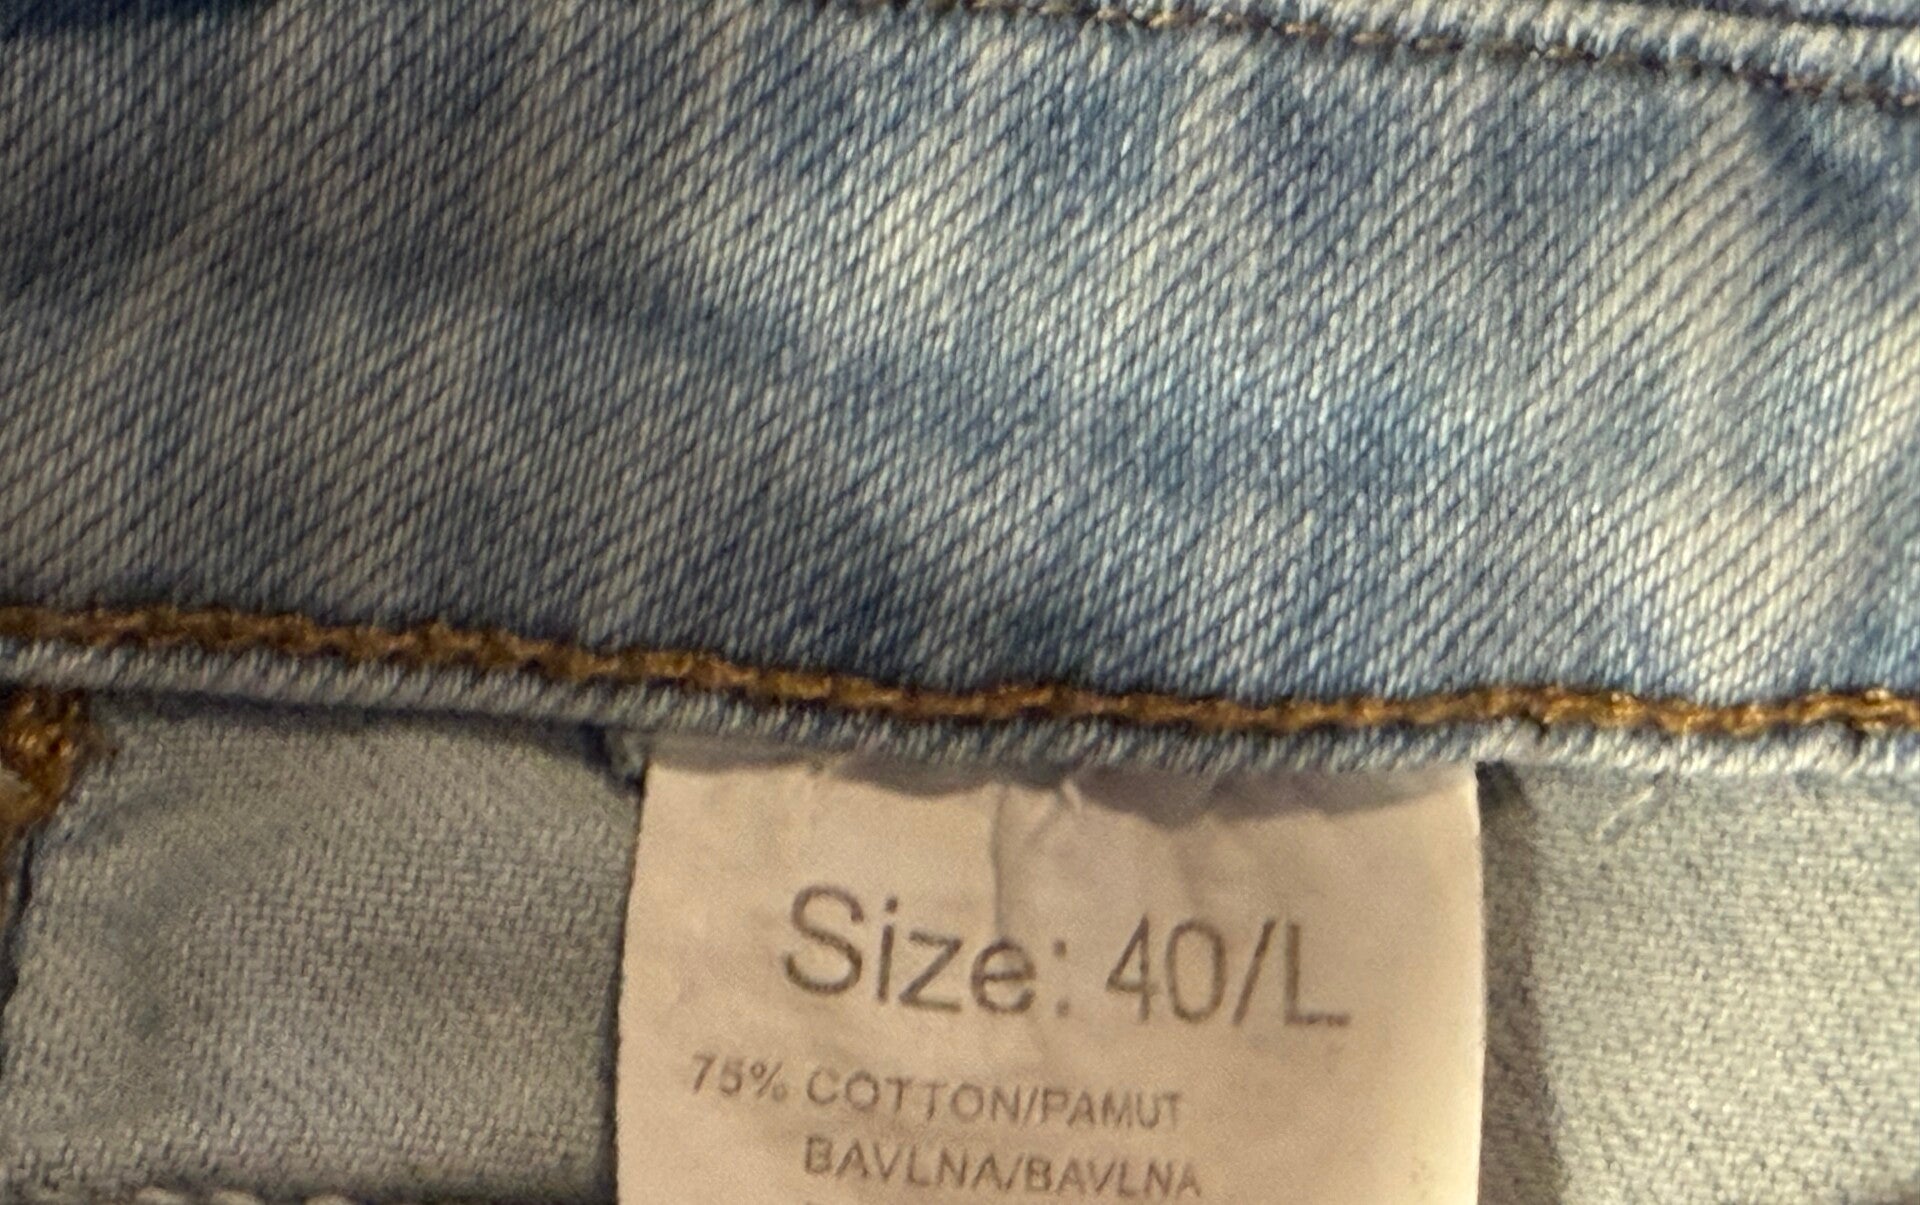 Size: 40/L
75% COTTON/PAMUT
BAVLNA/BAVLNA